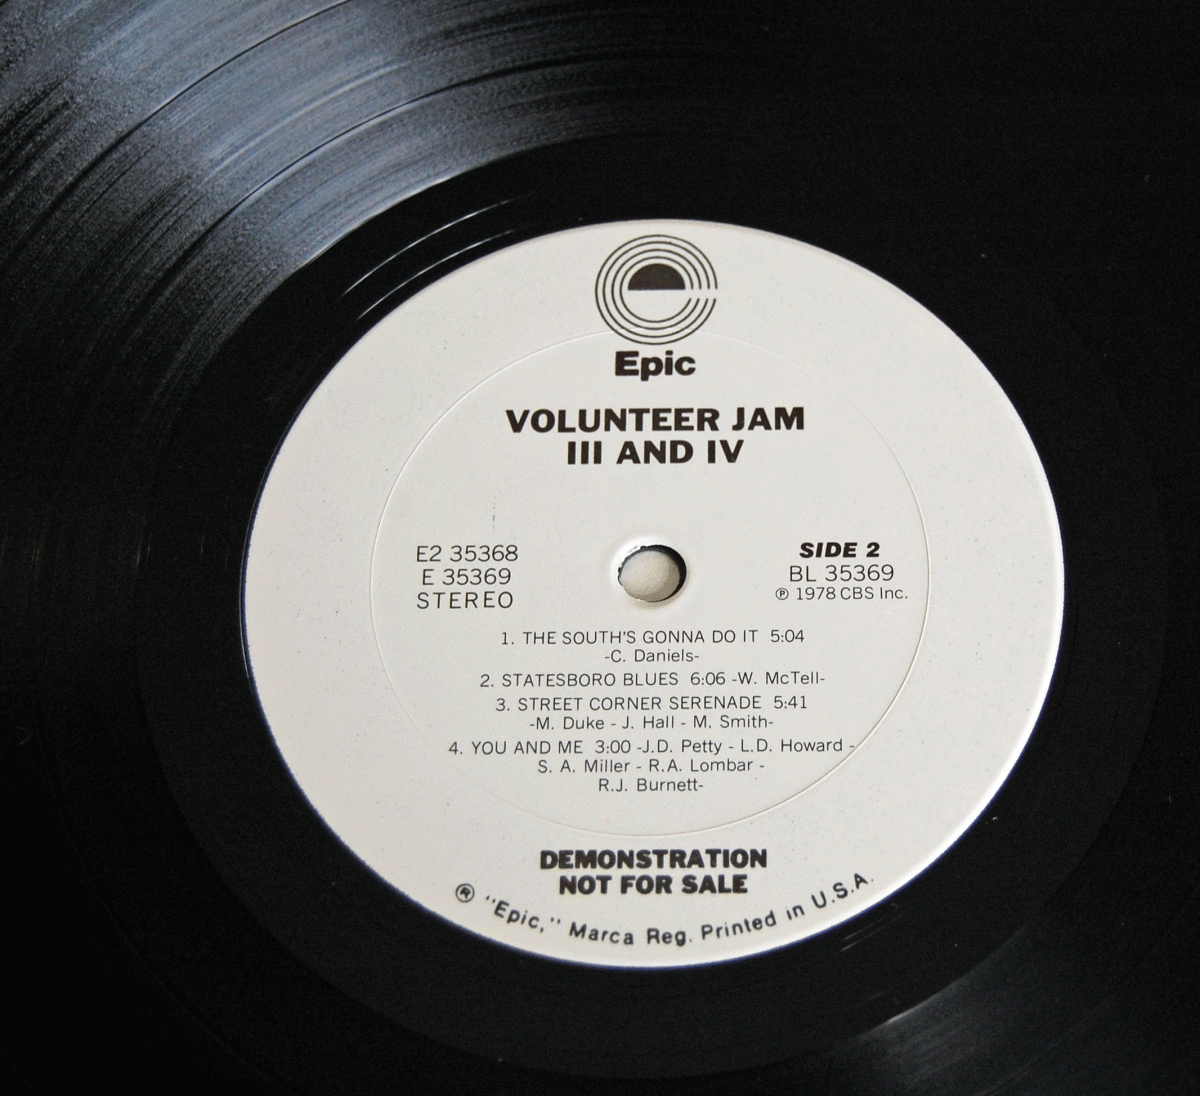 Epic
VOLUNTEER JAM
III AND IV
E2 35368
E 35369
STEREO
SIDE 2
BL 35369
℗ 1978 CBS Inc.
1. THE SOUTH'S GONNA DO IT 5:04
-C. Daniels-
2. STATESBORO BLUES 6:06 -W. McTell-
3. STREET CORNER SERENADE 5:41
-M. Duke - J. Hall - M. Smith-
4. YOU AND ME 3:00 -J.D. Petty - L.D. Howard -
S. A. Miller - R.A. Lombar -
R.J. Burnett-
DEMONSTRATION
NOT FOR SALE
® "Epic," Marca Reg. Printed in U.S.A.